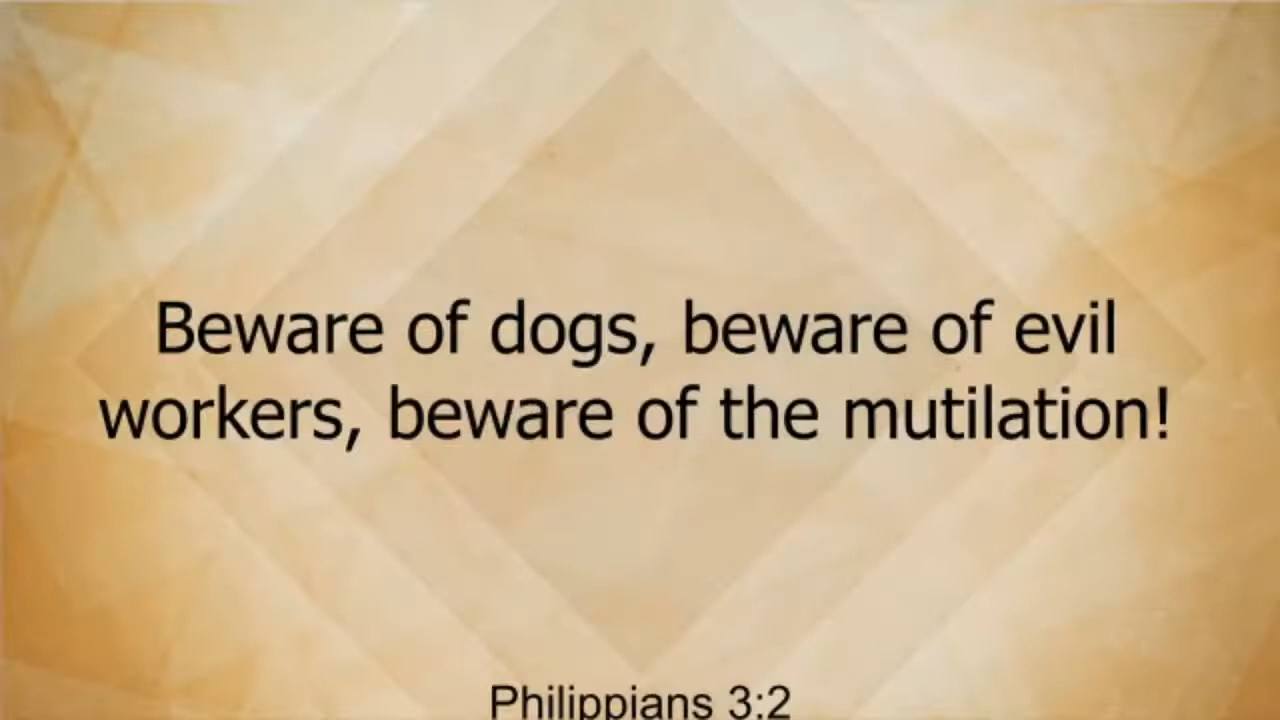 Beware of dogs, beware of evil
workers, beware of the mutilation!
Philippians 3:2